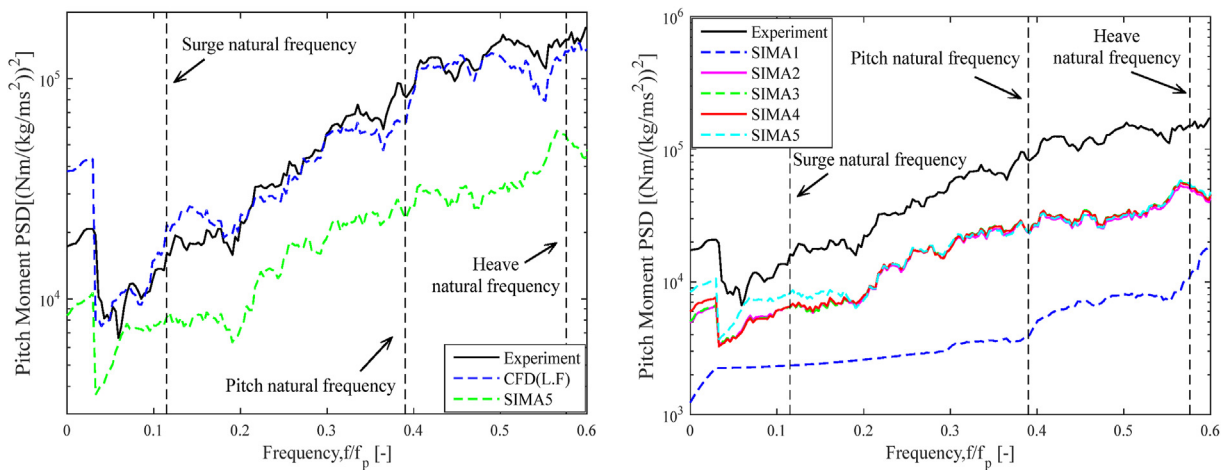 Pitch Moment PSD[(Nm/(kg/ms²))²]
10⁵
10⁴
Surge natural frequency
Heave
natural frequency
Pitch natural frequency
Experiment
CFD(L.F)
SIMA5
0 0.1 0.2 0.3 0.4 0.5 0.6
Frequency,f/fₚ [-]
Pitch Moment PSD [(Nm/(kg/ms²))²]
10⁶
10⁵
10⁴
10³
Experiment
SIMA1
SIMA2
SIMA3
SIMA4
SIMA5
Heave
natural frequency
Pitch natural frequency
Surge natural frequency
0 0.1 0.2 0.3 0.4 0.5 0.6
Frequency,f/fₚ [-]